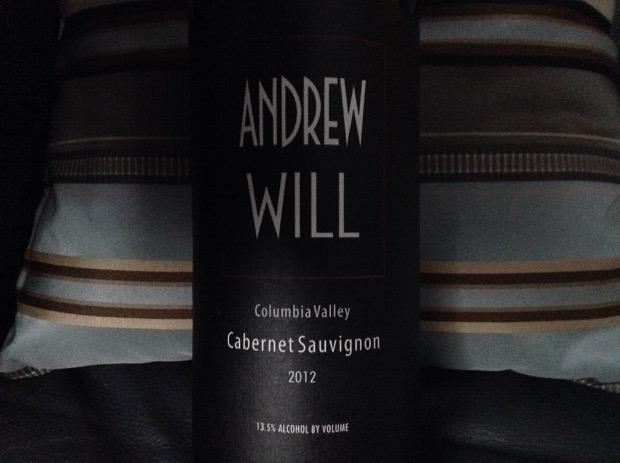 ANDREW
WILL
Columbia Valley
Cabernet Sauvignon
2012
13.5% ALCOHOL BY VOLUME